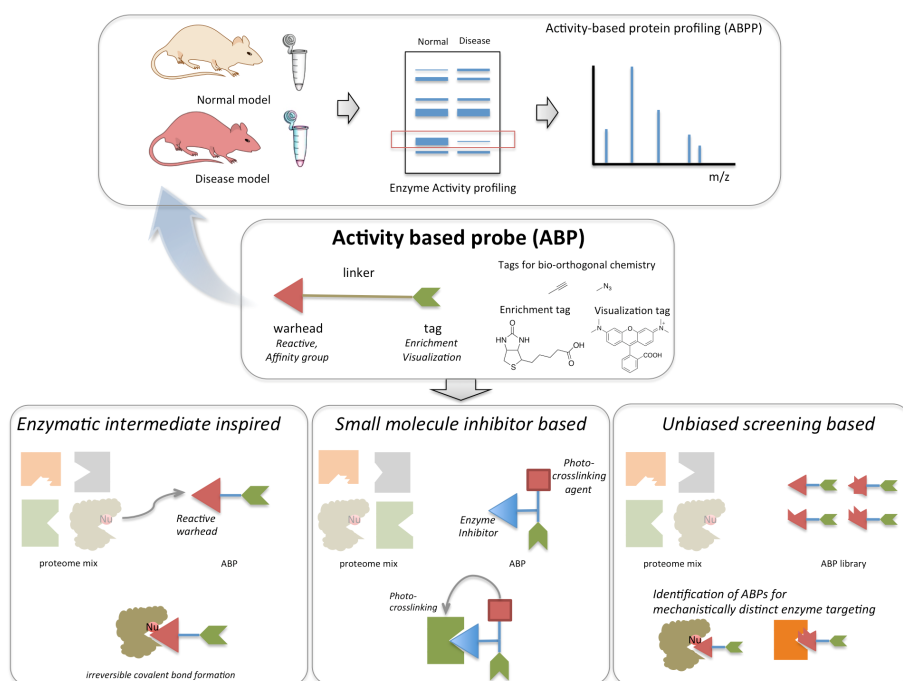 Activity-based protein profiling (ABPP)
Normal Disease
Normal model
Disease model
Enzyme Activity profiling
m/z
Activity based probe (ABP)
linker
warhead
Reactive,
Affinity group
tag
Enrichment
Visualization
Tags for bio-orthogonal chemistry
N3
Enrichment tag
Visualization tag
O
HN
NH
S
OH
O
N
O
N+
COOH
Enzymatic intermediate inspired
Nu
Reactive
warhead
proteome mix
ABP
Nu
irreversible covalent bond formation
Small molecule inhibitor based
Photo-
crosslinking
agent
Nu
Enzyme
Inhibitor
proteome mix
ABP
Photo-
crosslinking
Unbiased screening based
Nu
proteome mix
ABP library
Identification of ABPs for
mechanistically distinct enzyme targeting
Nu